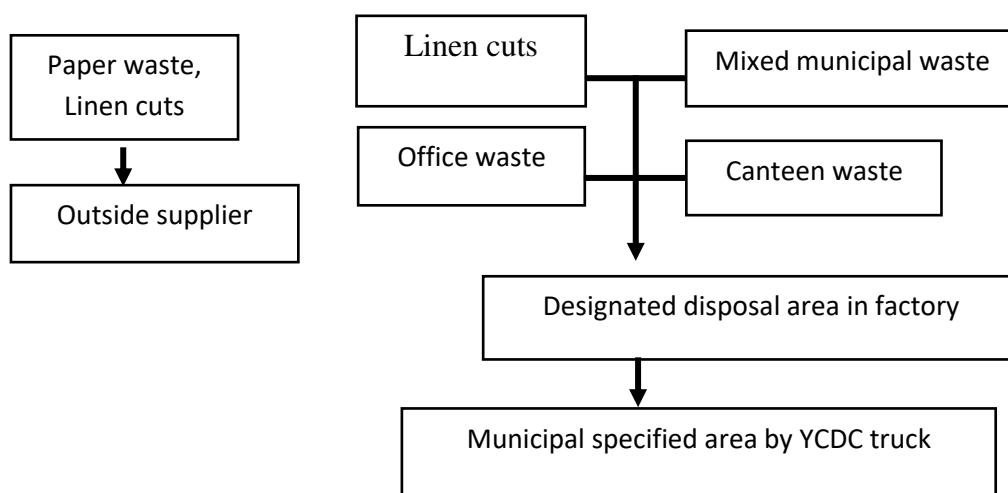 Paper waste,
Linen cuts
Outside supplier
Linen cuts
Mixed municipal waste
Office waste
Canteen waste
Designated disposal area in factory
Municipal specified area by YCDC truck